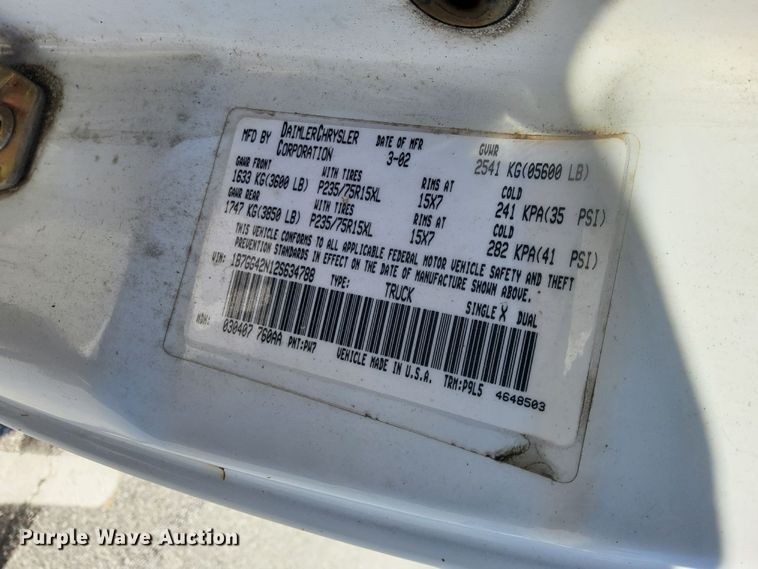 MFD BY DAIMLERCHRYSLER CORPORATION DATE OF MFR 3-02 GVWR 2541 KG(05600 LB)
GAWR FRONT WITH TIRES RIMS AT COLD
1633 KG(3600 LB) P235/75R15XL 15X7 241 KPA(35 PSI)
GAWR REAR WITH TIRES RIMS AT COLD
1747 KG(3850 LB) P235/75R15XL 15X7 282 KPA(41 PSI)
THIS VEHICLE CONFORMS TO ALL APPLICABLE FEDERAL MOTOR VEHICLE SAFETY AND THEFT
PREVENTION STANDARDS IN EFFECT ON THE DATE OF MANUFACTURE SHOWN ABOVE.
VIN: 1B7GG42N12S634788 TYPE: TRUCK SINGLE X DUAL
MDH: 030407 760AA PNT:PW7 VEHICLE MADE IN U.S.A. TRM:P9L5 4648503
Purple Wave Auction